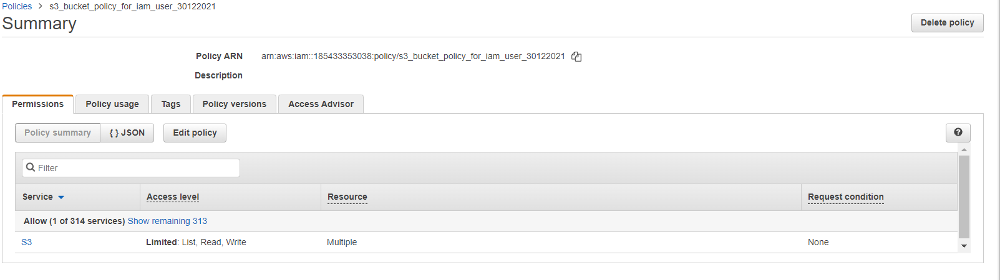 Policies > s3_bucket_policy_for_iam_user_30122021
Summary
Delete policy
Policy ARN arn:aws:iam::185433353038:policy/s3_bucket_policy_for_iam_user_30122021
Description
Permissions Policy usage Tags Policy versions Access Advisor
Policy summary { } JSON Edit policy ?
Filter
Service Access level Resource Request condition
Allow (1 of 314 services) Show remaining 313
S3 Limited: List, Read, Write Multiple None